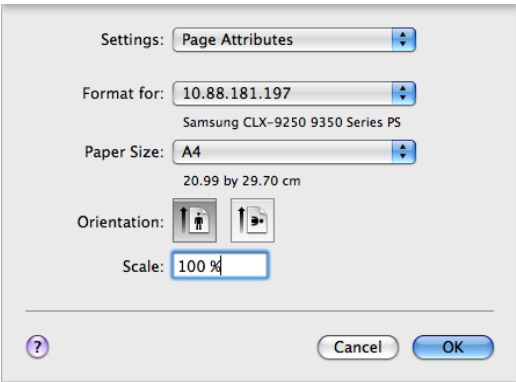 Settings: Page Attributes
Format for: 10.88.181.197
Samsung CLX-9250 9350 Series PS
Paper Size: A4
20.99 by 29.70 cm
Orientation:
Scale: 100 %
? Cancel OK